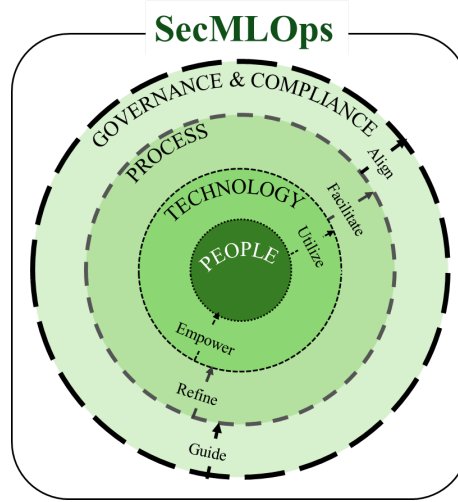 SecMLOps
GOVERNANCE & COMPLIANCE
PROCESS
TECHNOLOGY
PEOPLE
Align
Facilitate
Utilize
Empower
Refine
Guide